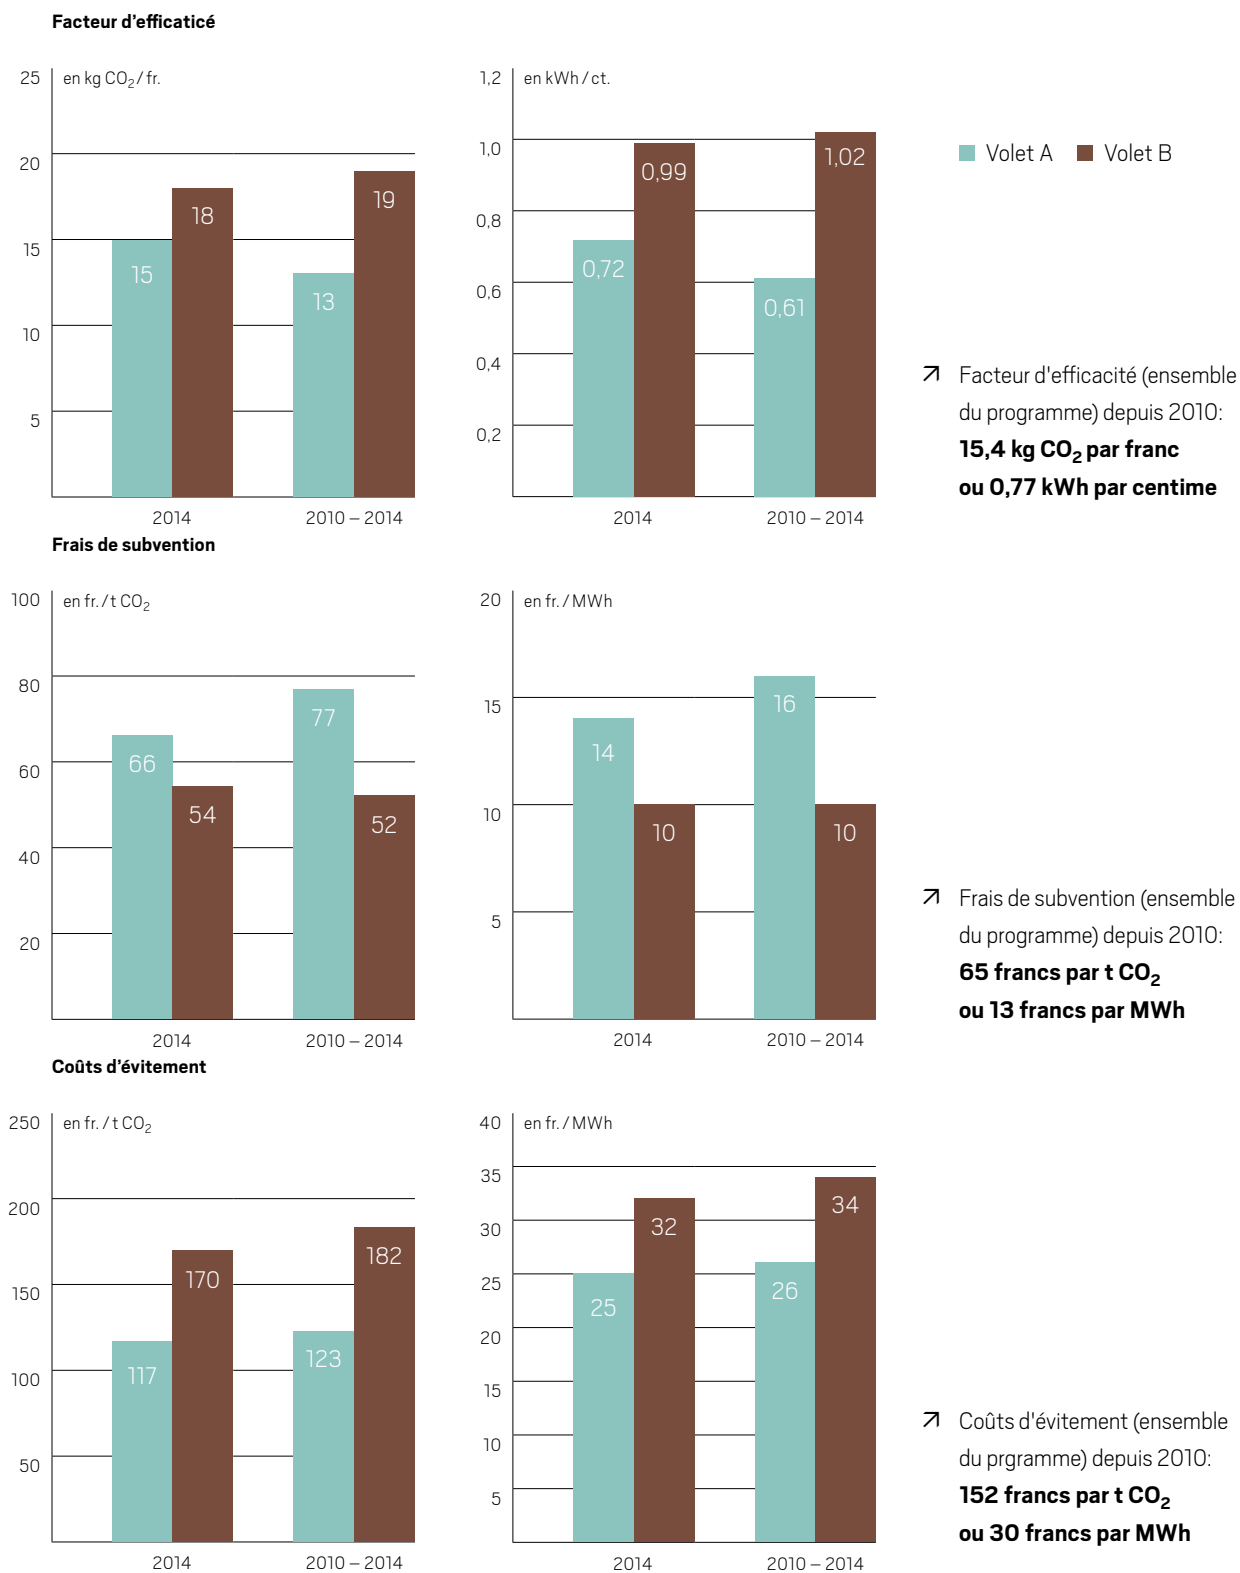 Facteur d’efficaticé
en kg CO₂ / fr.
25
20
15
10
5
15
18
13
19
2014
2010 – 2014
en kWh / ct.
1,2
1,0
0,8
0,6
0,4
0,2
0,72
0,99
0,61
1,02
2014
2010 – 2014
Volet A
Volet B
Facteur d'efficacité (ensemble
du programme) depuis 2010:
15,4 kg CO₂ par franc
ou 0,77 kWh par centime
Frais de subvention
en fr. / t CO₂
100
80
60
40
20
66
54
77
52
2014
2010 – 2014
en fr. / MWh
20
15
10
5
14
10
16
10
2014
2010 – 2014
Frais de subvention (ensemble
du programme) depuis 2010:
65 francs par t CO₂
ou 13 francs par MWh
Coûts d’évitement
en fr. / t CO₂
250
200
150
100
50
117
170
123
182
2014
2010 – 2014
en fr. / MWh
40
35
30
25
20
15
10
5
25
32
26
34
2014
2010 – 2014
Coûts d'évitement (ensemble
du prgramme) depuis 2010:
152 francs par t CO₂
ou 30 francs par MWh